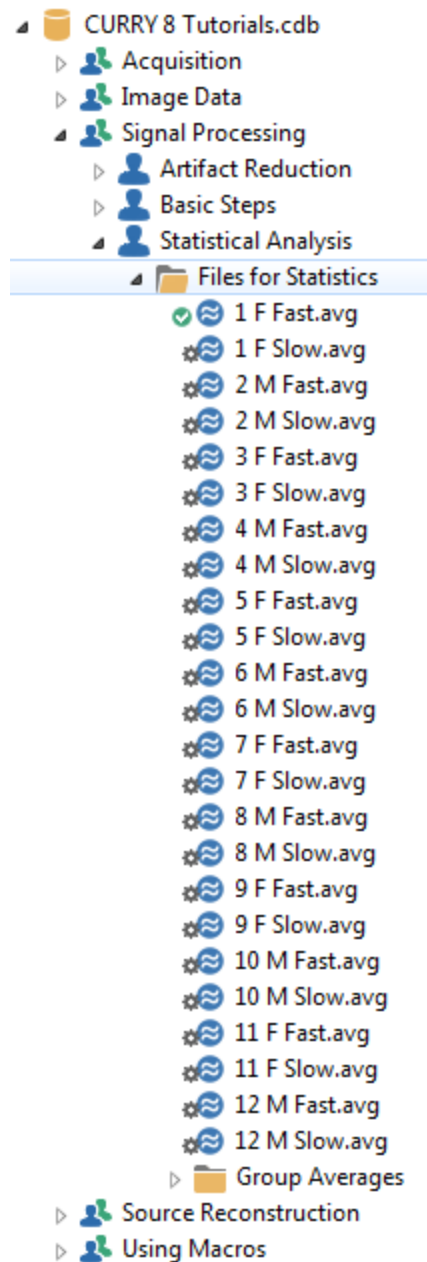 CURRY 8 Tutorials.cdb
Acquisition
Image Data
Signal Processing
Artifact Reduction
Basic Steps
Statistical Analysis
Files for Statistics
1 F Fast.avg
1 F Slow.avg
2 M Fast.avg
2 M Slow.avg
3 F Fast.avg
3 F Slow.avg
4 M Fast.avg
4 M Slow.avg
5 F Fast.avg
5 F Slow.avg
6 M Fast.avg
6 M Slow.avg
7 F Fast.avg
7 F Slow.avg
8 M Fast.avg
8 M Slow.avg
9 F Fast.avg
9 F Slow.avg
10 M Fast.avg
10 M Slow.avg
11 F Fast.avg
11 F Slow.avg
12 M Fast.avg
12 M Slow.avg
Group Averages
Source Reconstruction
Using Macros